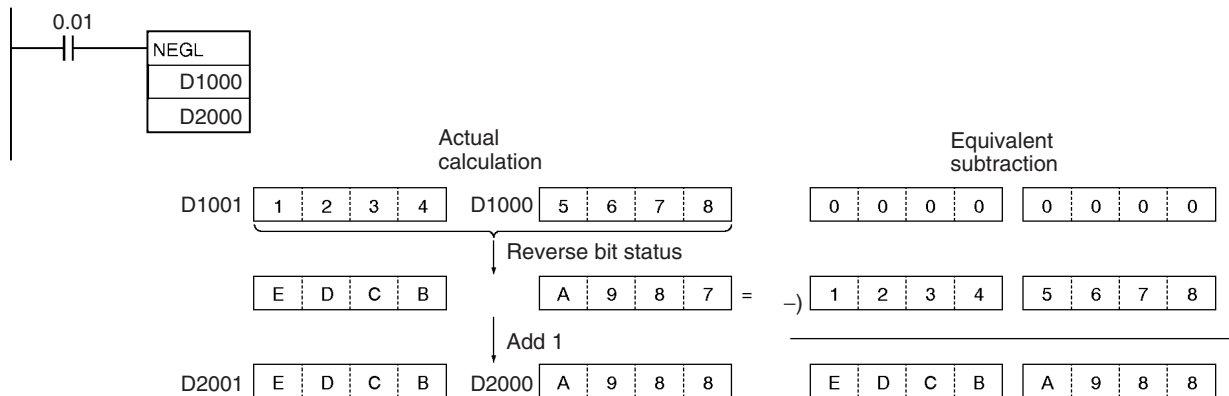 0.01
NEGL
D1000
D2000
Actual
calculation
Equivalent
subtraction
D1001 1 2 3 4 D1000 5 6 7 8 0 0 0 0 0 0 0 0
Reverse bit status
E D C B A 9 8 7 = –) 1 2 3 4 5 6 7 8
Add 1
D2001 E D C B D2000 A 9 8 8 E D C B A 9 8 8